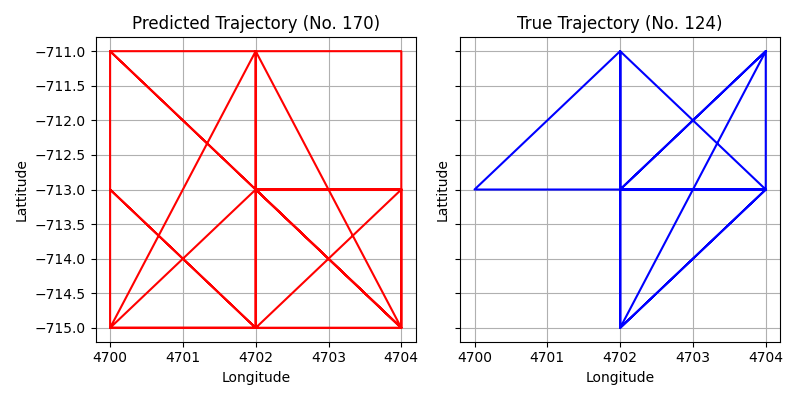 Predicted Trajectory (No. 170)
True Trajectory (No. 124)
−711.0
−711.5
−712.0
−712.5
−713.0
−713.5
−714.0
−714.5
−715.0
Lattitude
Lattitude
4700 4701 4702 4703 4704
4700 4701 4702 4703 4704
Longitude
Longitude